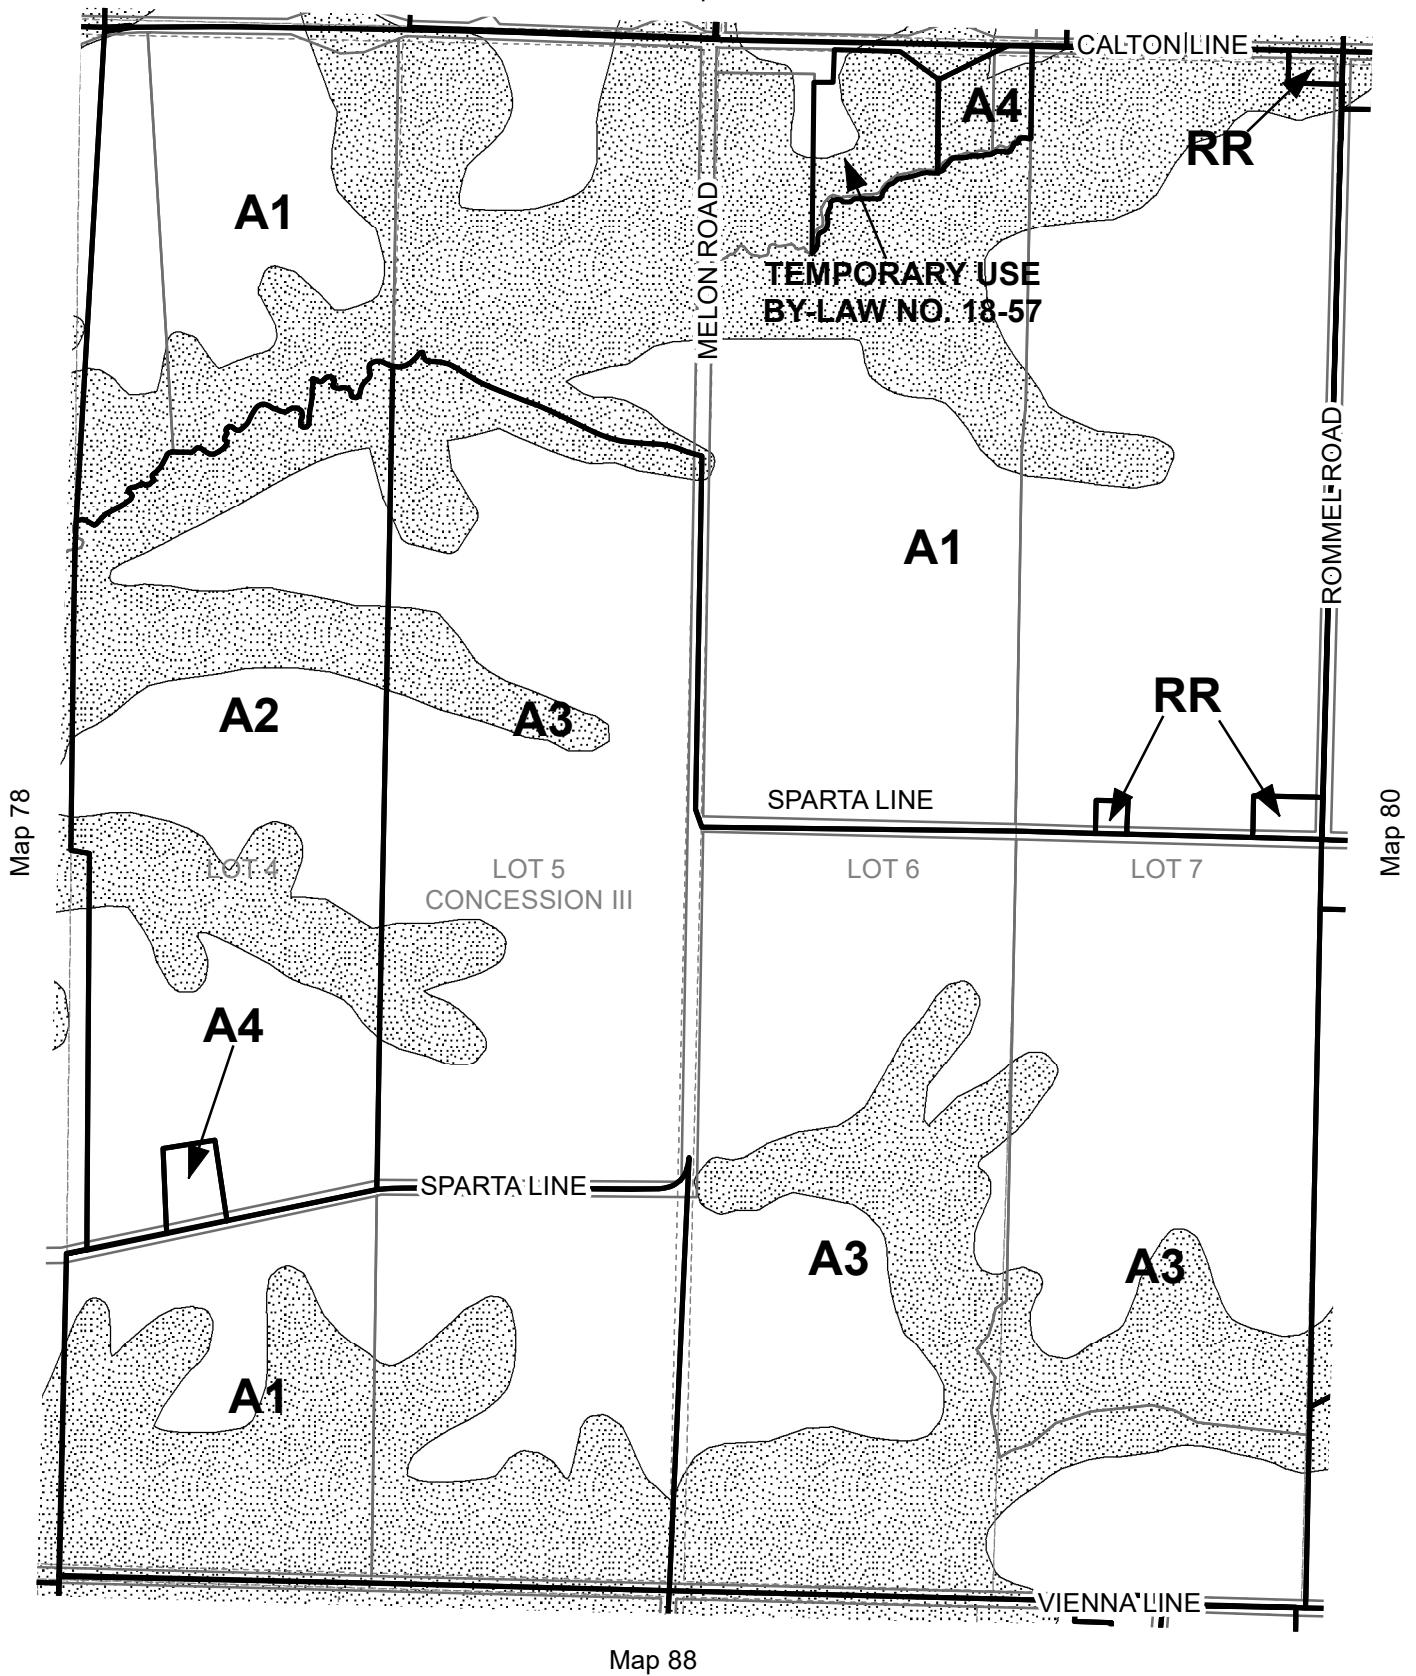 CALTON LINE
A4
RR
A1
MELON ROAD
TEMPORARY USE
BY-LAW NO. 18-57
ROMMEL ROAD
A1
RR
A2
A3
SPARTA LINE
Map 78
Map 80
LOT 4
LOT 5
CONCESSION III
LOT 6
LOT 7
A4
SPARTA LINE
A3
A3
A1
VIENNA LINE
Map 88